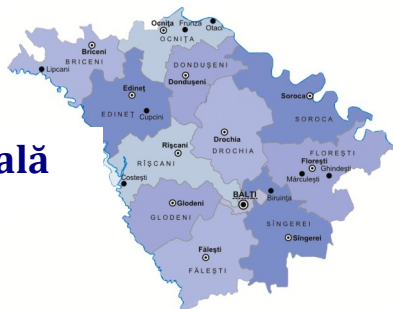 Ocnița
Frunză
Otaci
OCNIȚA
Briceni
BRICENI
Lipcani
DONDUȘENI
Dondușeni
Edineț
EDINEȚ
Cupcini
Soroca
SOROCA
Drochia
DROCHIA
Rîșcani
RÎȘCANI
Costești
FLOREȘTI
Florești
Ghindești
Mărculești
ală
BĂLȚI
Biruința
Glodeni
GLODENI
SÎNGEREI
Sîngerei
Fălești
FĂLEȘTI